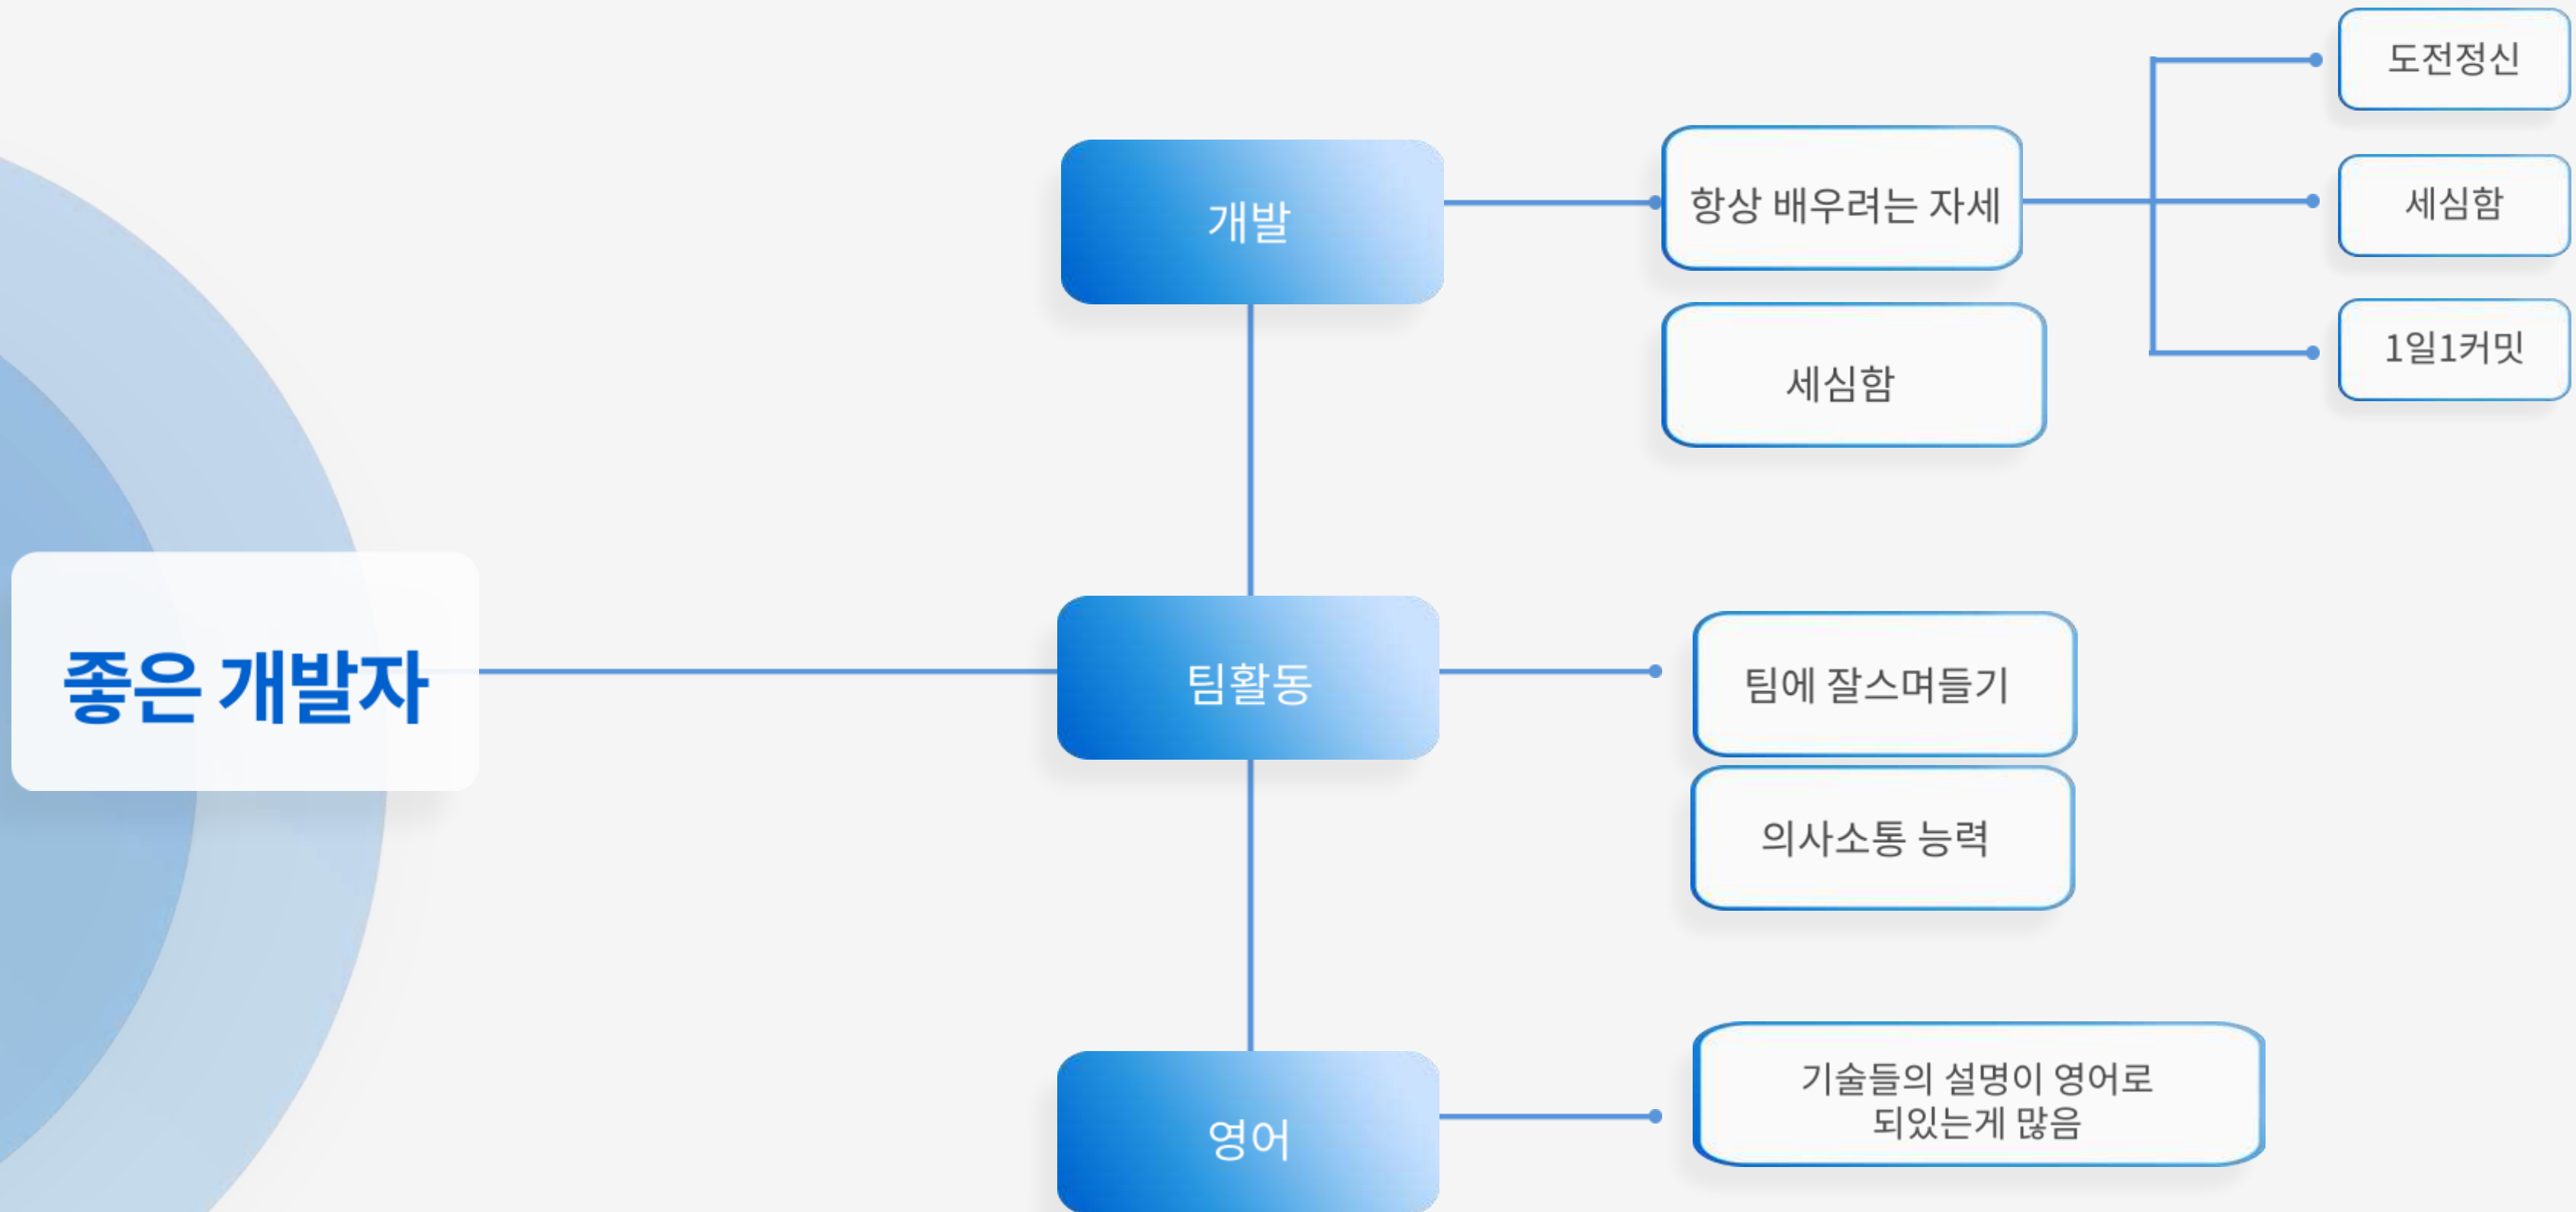 좋은 개발자
개발
항상 배우려는 자세
세심함
도전정신
세심함
1일1커밋
팀활동
팀에 잘스며들기
의사소통 능력
영어
기술들의 설명이 영어로
되있는게 많음